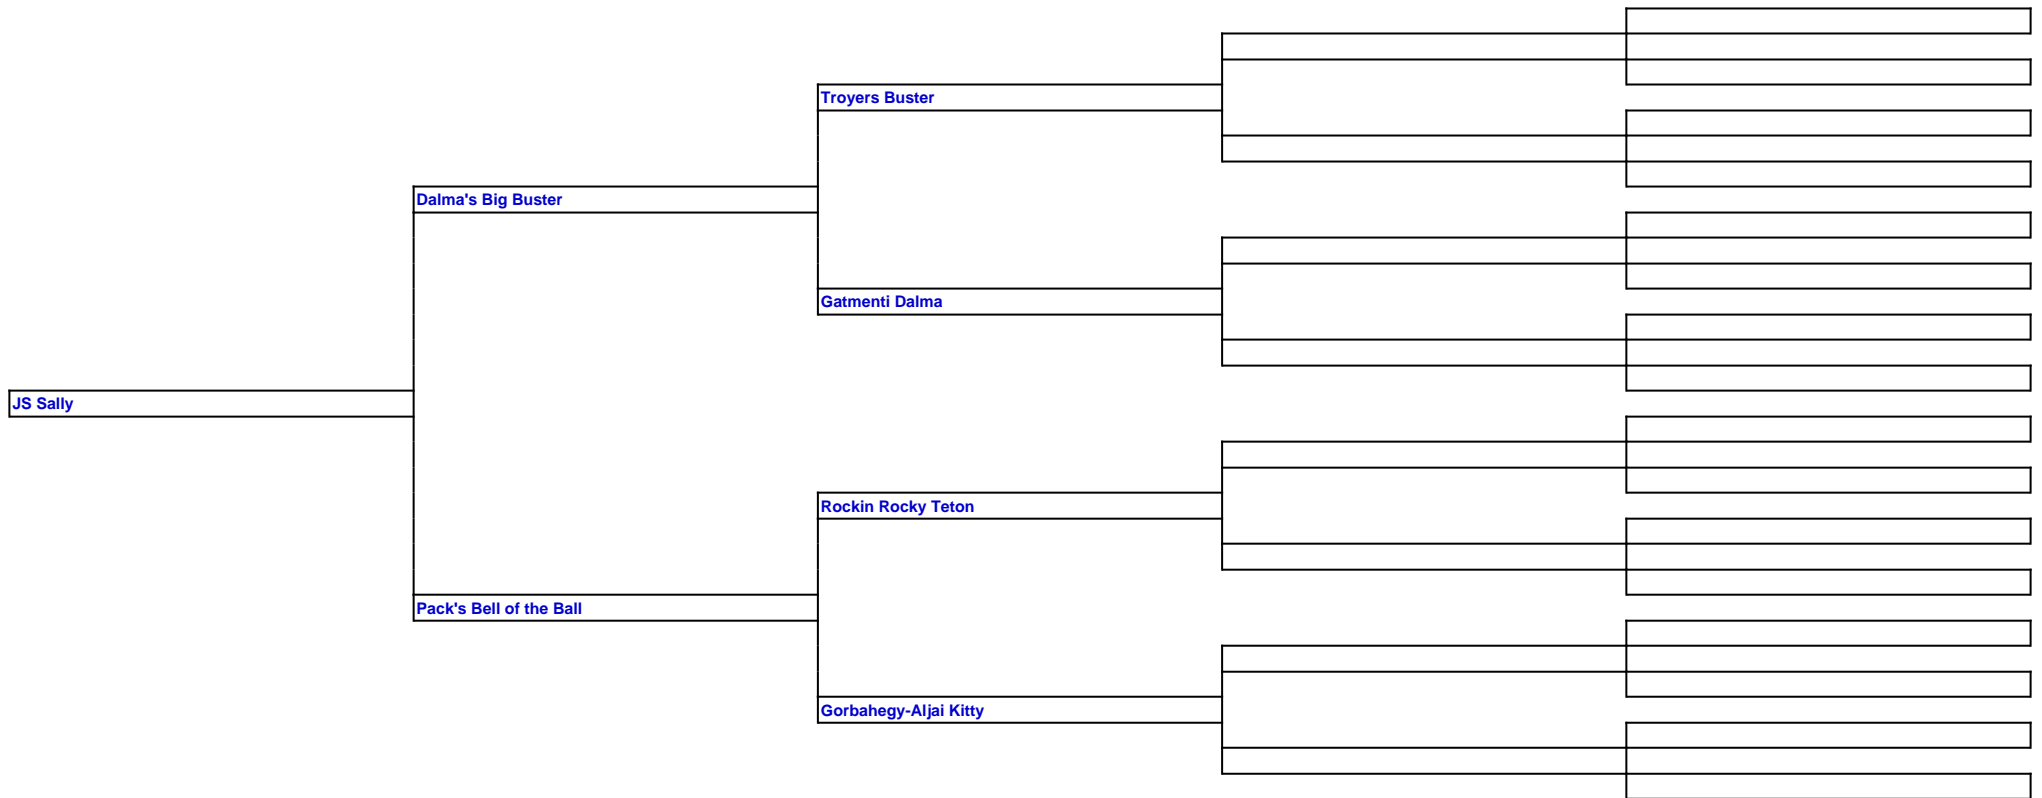 Troyers Buster
Dalma's Big Buster
Gatmenti Dalma
JS Sally
Rockin Rocky Teton
Pack's Bell of the Ball
Gorbahegy-Aljai Kitty